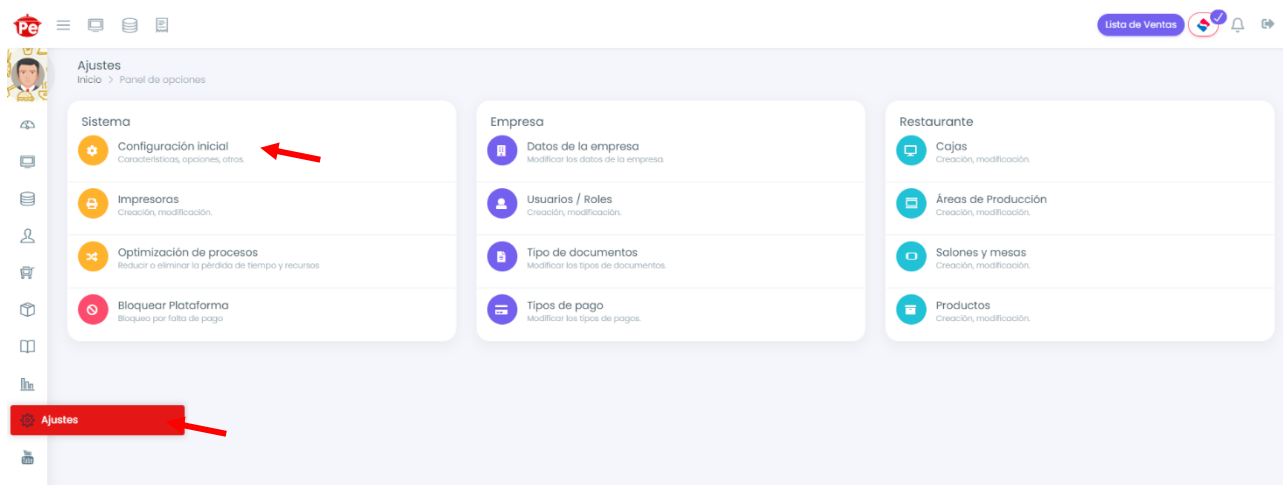 Pe
Lista de Ventas
Ajustes
Inicio > Panel de opciones
Sistema
Configuración inicial
Caracteristicas, opciones, otros.
Impresoras
Creación, modificación.
Optimización de procesos
Reducir o eliminar la pérdida de tiempo y recursos
Bloquear Plataforma
Bloqueo por falta de pago
Empresa
Datos de la empresa
Modificar los datos de la empresa.
Usuarios / Roles
Creación, modificación.
Tipo de documentos
Modificar los tipos de documentos.
Tipos de pago
Modificar los tipos de pagos.
Restaurante
Cajas
Creación, modificación.
Áreas de Producción
Creación, modificación.
Salones y mesas
Creación, modificación.
Productos
Creación, modificación.
Ajustes